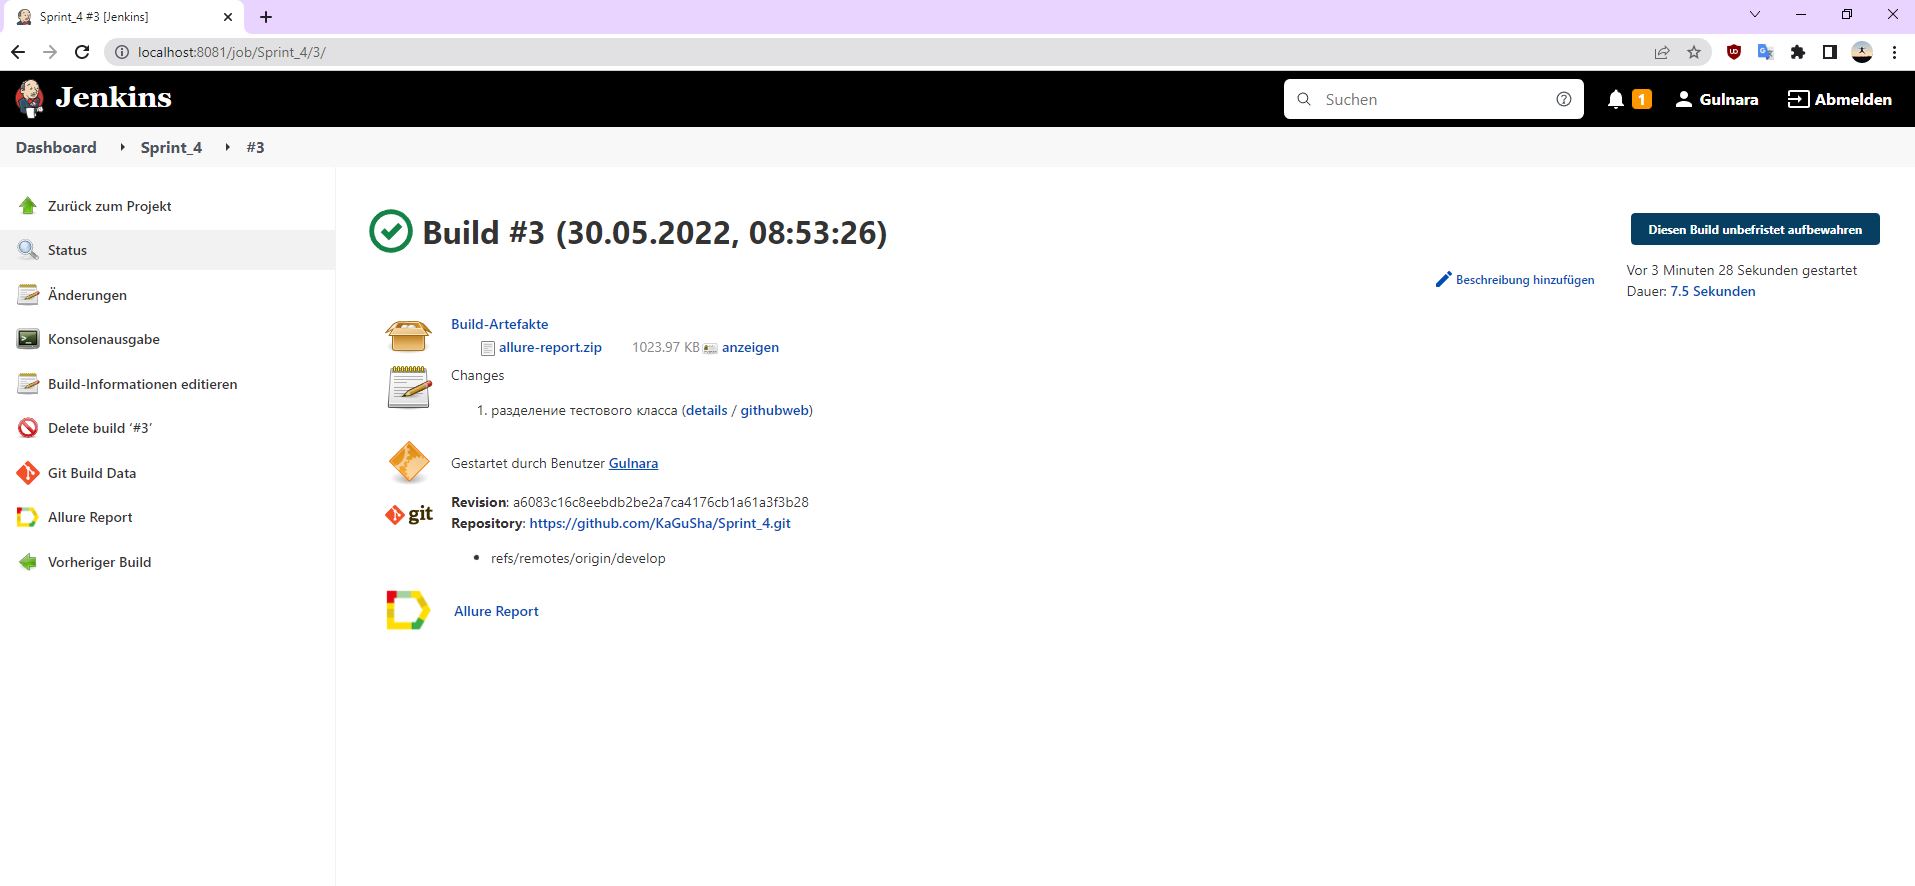 Sprint_4 #3 [Jenkins]
localhost:8081/job/Sprint_4/3/
Jenkins
Suchen
1
Gulnara
Abmelden
Dashboard
Sprint_4
#3
Zurück zum Projekt
Status
Änderungen
Konsolenausgabe
Build-Informationen editieren
Delete build ‘#3’
Git Build Data
Allure Report
Vorheriger Build
Build #3 (30.05.2022, 08:53:26)
Diesen Build unbefristet aufbewahren
Beschreibung hinzufügen
Vor 3 Minuten 28 Sekunden gestartet
Dauer: 7.5 Sekunden
Build-Artefakte
allure-report.zip 1023.97 KB anzeigen
Changes
1. разделение тестового класса (details / githubweb)
Gestartet durch Benutzer Gulnara
git
Revision: a6083c16c8eebdb2be2a7ca4176cb1a61a3f3b28
Repository: https://github.com/KaGuSha/Sprint_4.git
• refs/remotes/origin/develop
Allure Report